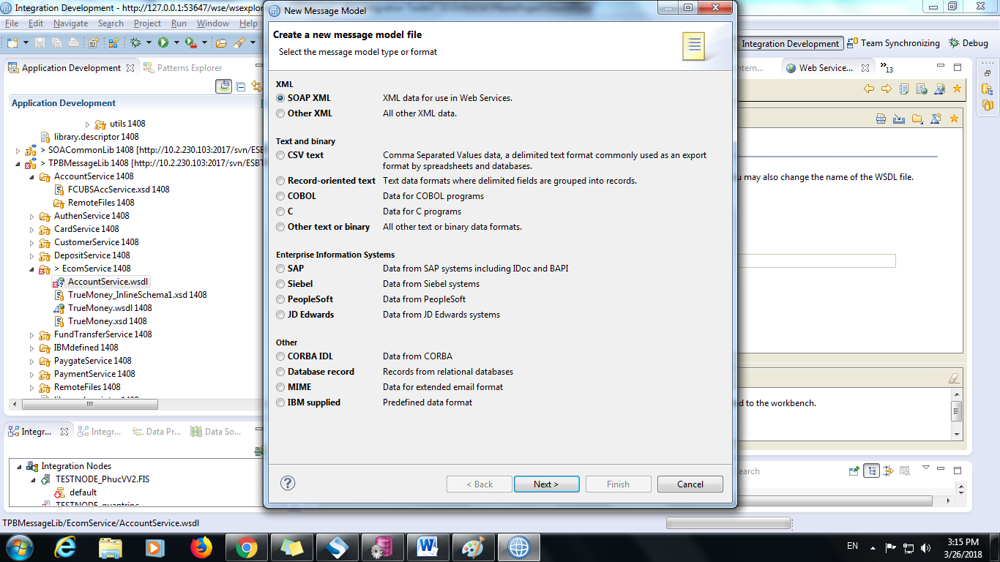 Integration Development - http://127.0.0.1:53647/wse/wsexplor
File Edit Navigate Search Project Run Window Help
Integration Development
Team Synchronizing
Debug
Application Development
Patterns Explorer
Application Development
utils 1408
library.descriptor 1408
> SOACommonLib 1408 [http://10.2.230.103:2017/svn/ESBT
> TPBMessageLib 1408 [http://10.2.230.103:2017/svn/ESBT
AccountService 1408
FCUBSAccService.xsd 1408
RemoteFiles 1408
AuthenService 1408
CardService 1408
CustomerService 1408
DepositService 1408
> EcomService 1408
AccountService.wsdl
TrueMoney_InlineSchema1.xsd 1408
TrueMoney.wsdl 1408
TrueMoney.xsd 1408
FundTransferService 1408
IBMdefined 1408
PaygateService 1408
PaymentService 1408
RemoteFiles 1408
Integr...
Integr...
Data Pr...
Data So...
Integration Nodes
TESTNODE_PhucVV2.FIS
default
TPBMessageLib/EcomService/AccountService.wsdl
New Message Model
Create a new message model file
Select the message model type or format
XML
SOAP XML XML data for use in Web Services.
Other XML All other XML data.
Text and binary
CSV text Comma Separated Values data, a delimited text format commonly used as an export
format by spreadsheets and databases.
Record-oriented text Text data formats where delimited fields are grouped into records.
COBOL Data for COBOL programs
C Data for C programs
Other text or binary All other text or binary data formats.
Enterprise Information Systems
SAP Data from SAP systems including IDoc and BAPI
Siebel Data from Siebel systems
PeopleSoft Data from PeopleSoft
JD Edwards Data from JD Edwards systems
Other
CORBA IDL Data from CORBA
Database record Records from relational databases
MIME Data for extended email format
IBM supplied Predefined data format
?
< Back
Next >
Finish
Cancel
ntern...
Web Service...
»13
u may also change the name of the WSDL file.
ed to the workbench.
earch
EN
3:15 PM
3/26/2018